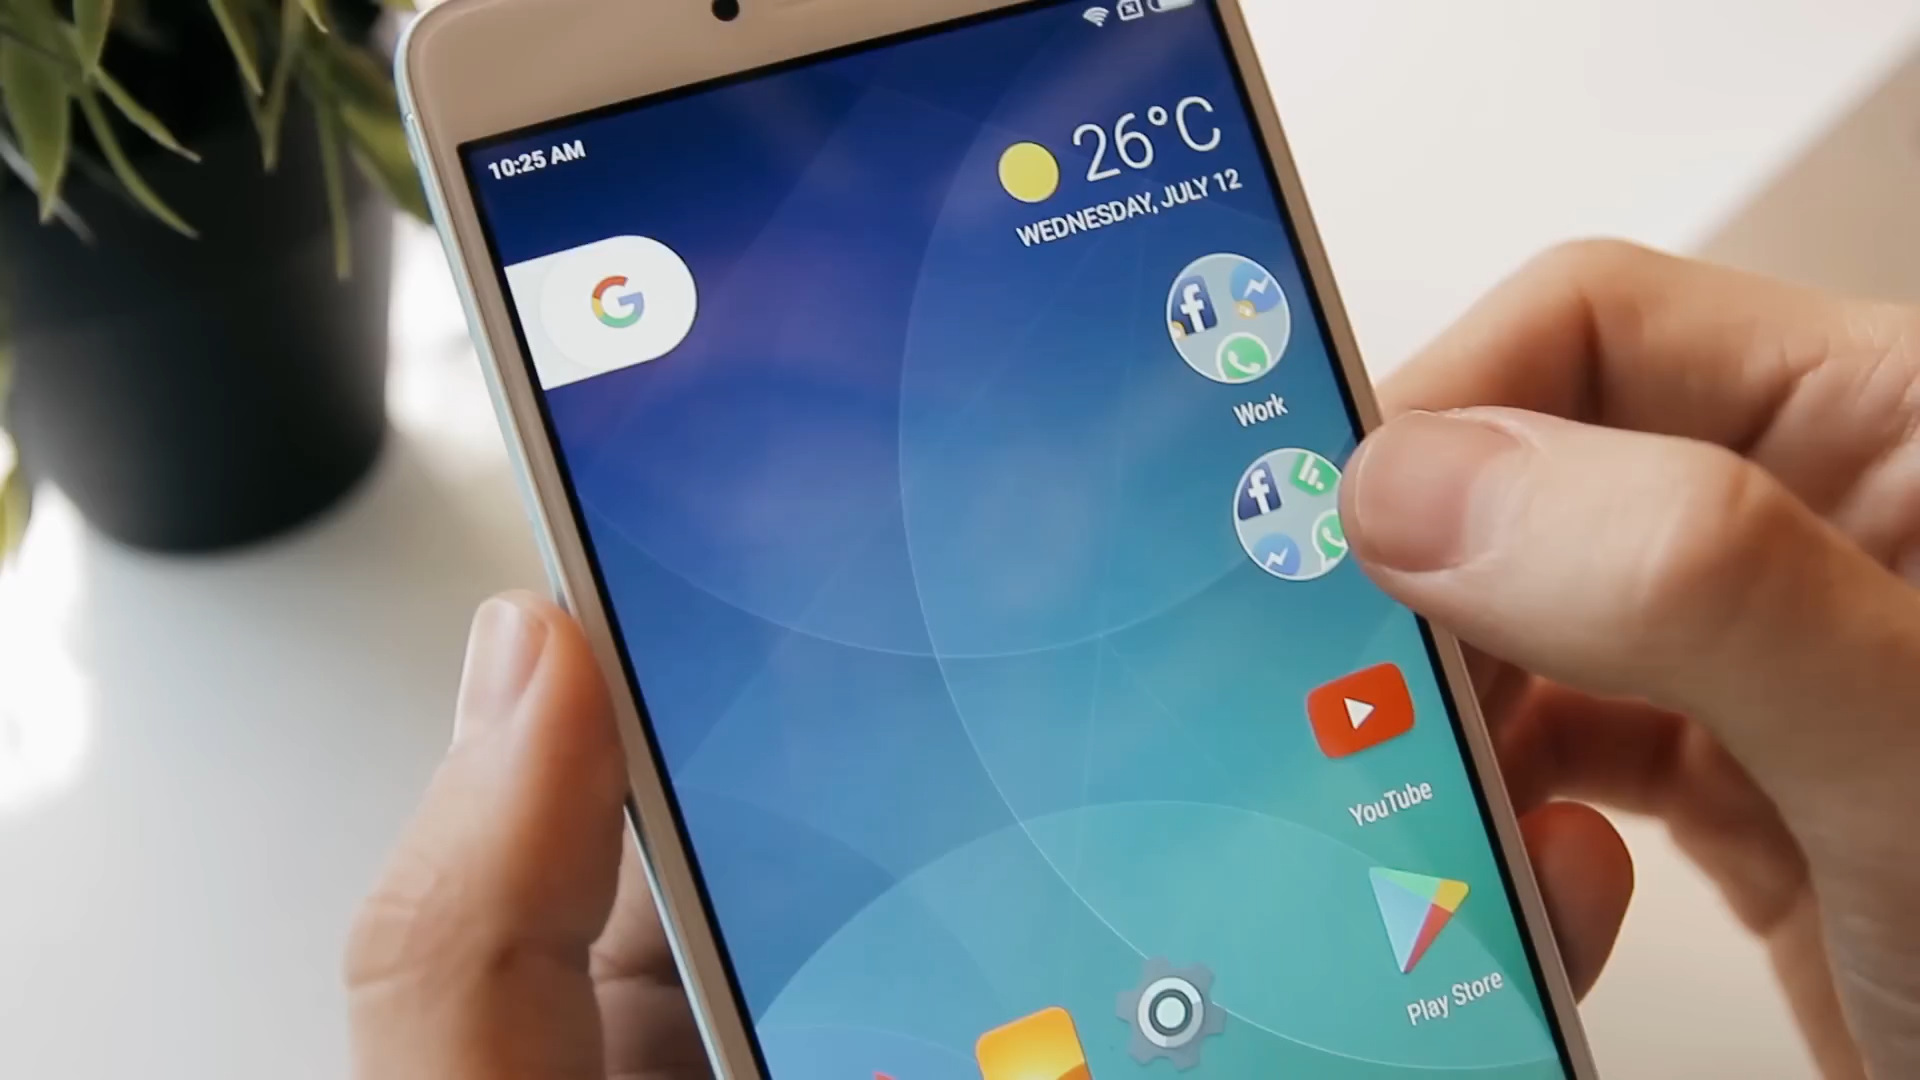 10:25 AM
26°C
WEDNESDAY, JULY 12
G
f
Work
f
YouTube
Play Store